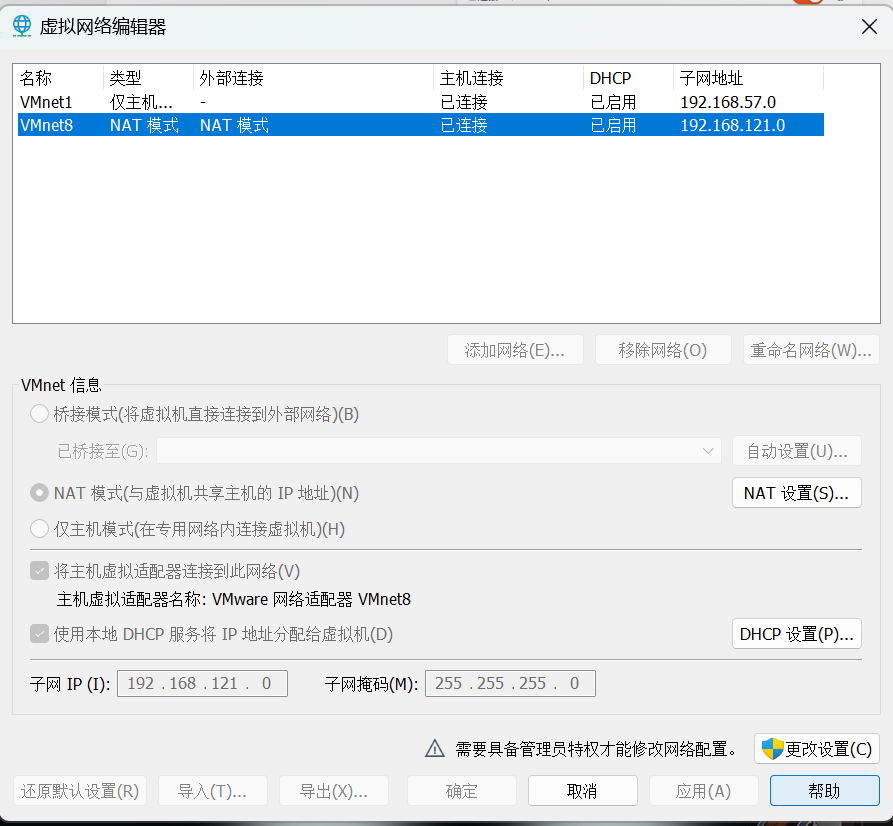 虚拟网络编辑器
名称 类型 外部连接 主机连接 DHCP 子网地址
VMnet1 仅主机... - 已连接 已启用 192.168.57.0
VMnet8 NAT 模式 NAT 模式 已连接 已启用 192.168.121.0
添加网络(E)... 移除网络(O) 重命名网络(W)...
VMnet 信息
桥接模式(将虚拟机直接连接到外部网络)(B)
已桥接至(G): 自动设置(U)...
NAT 模式(与虚拟机共享主机的 IP 地址)(N) NAT 设置(S)...
仅主机模式(在专用网络内连接虚拟机)(H)
将主机虚拟适配器连接到此网络(V)
主机虚拟适配器名称: VMware 网络适配器 VMnet8
使用本地 DHCP 服务将 IP 地址分配给虚拟机(D) DHCP 设置(P)...
子网 IP (I): 192 . 168 . 121 . 0 子网掩码(M): 255 . 255 . 255 . 0
需要具备管理员特权才能修改网络配置。 更改设置(C)
还原默认设置(R) 导入(T)... 导出(X)... 确定 取消 应用(A) 帮助